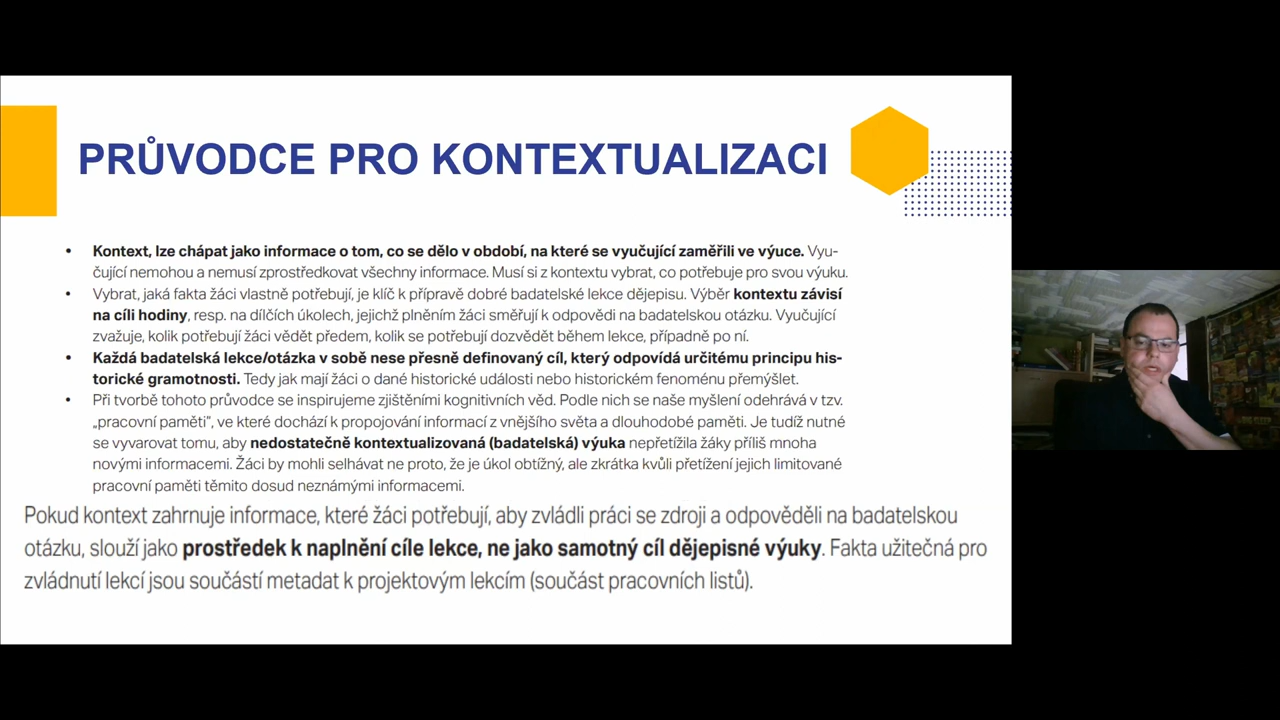 PRŮVODCE PRO KONTEXTUALIZACI
• Kontext, lze chápat jako informace o tom, co se dělo v období, na které se vyučující zaměřili ve výuce. Vyu-
čující nemohou a nemusí zprostředkovat všechny informace. Musí si z kontextu vybrat, co potřebuje pro svou výuku.
• Vybrat, jaká fakta žáci vlastně potřebují, je klíč k přípravě dobré badatelské lekce dějepisu. Výběr kontextu závisí
na cíli hodiny, resp. na dílčích úkolech, jejichž plněním žáci směřují k odpovědi na badatelskou otázku. Vyučující
zvažuje, kolik potřebují žáci vědět předem, kolik se potřebují dozvědět během lekce, případně po ní.
• Každá badatelská lekce/otázka v sobě nese přesně definovaný cíl, který odpovídá určitému principu his-
torické gramotnosti. Tedy jak mají žáci o dané historické události nebo historickém fenoménu přemýšlet.
• Při tvorbě tohoto průvodce se inspirujeme zjištěními kognitivních věd. Podle nich se naše myšlení odehrává v tzv.
„pracovní paměti“, ve které dochází k propojování informací z vnějšího světa a dlouhodobé paměti. Je tudíž nutné
se vyvarovat tomu, aby nedostatečně kontextualizovaná (badatelská) výuka nepřetížila žáky příliš mnoha
novými informacemi. Žáci by mohli selhávat ne proto, že je úkol obtížný, ale zkrátka kvůli přetížení jejich limitované
pracovní paměti těmito dosud neznámými informacemi.
Pokud kontext zahrnuje informace, které žáci potřebují, aby zvládli práci se zdroji a odpověděli na badatelskou
otázku, slouží jako prostředek k naplnění cíle lekce, ne jako samotný cíl dějepisné výuky. Fakta užitečná pro
zvládnutí lekcí jsou součástí metadat k projektovým lekcím (součást pracovních listů).